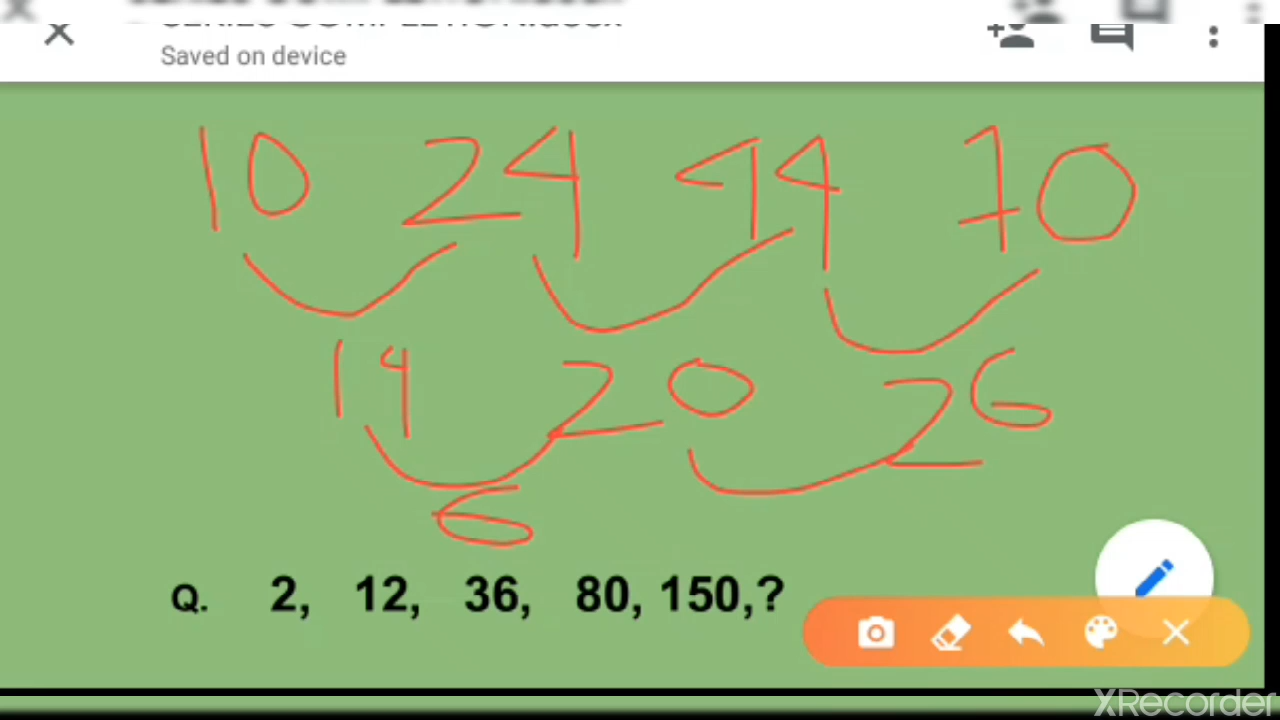 Saved on device
10 24 44 70
14 20 26
6
Q. 2, 12, 36, 80, 150,?
XRecorder